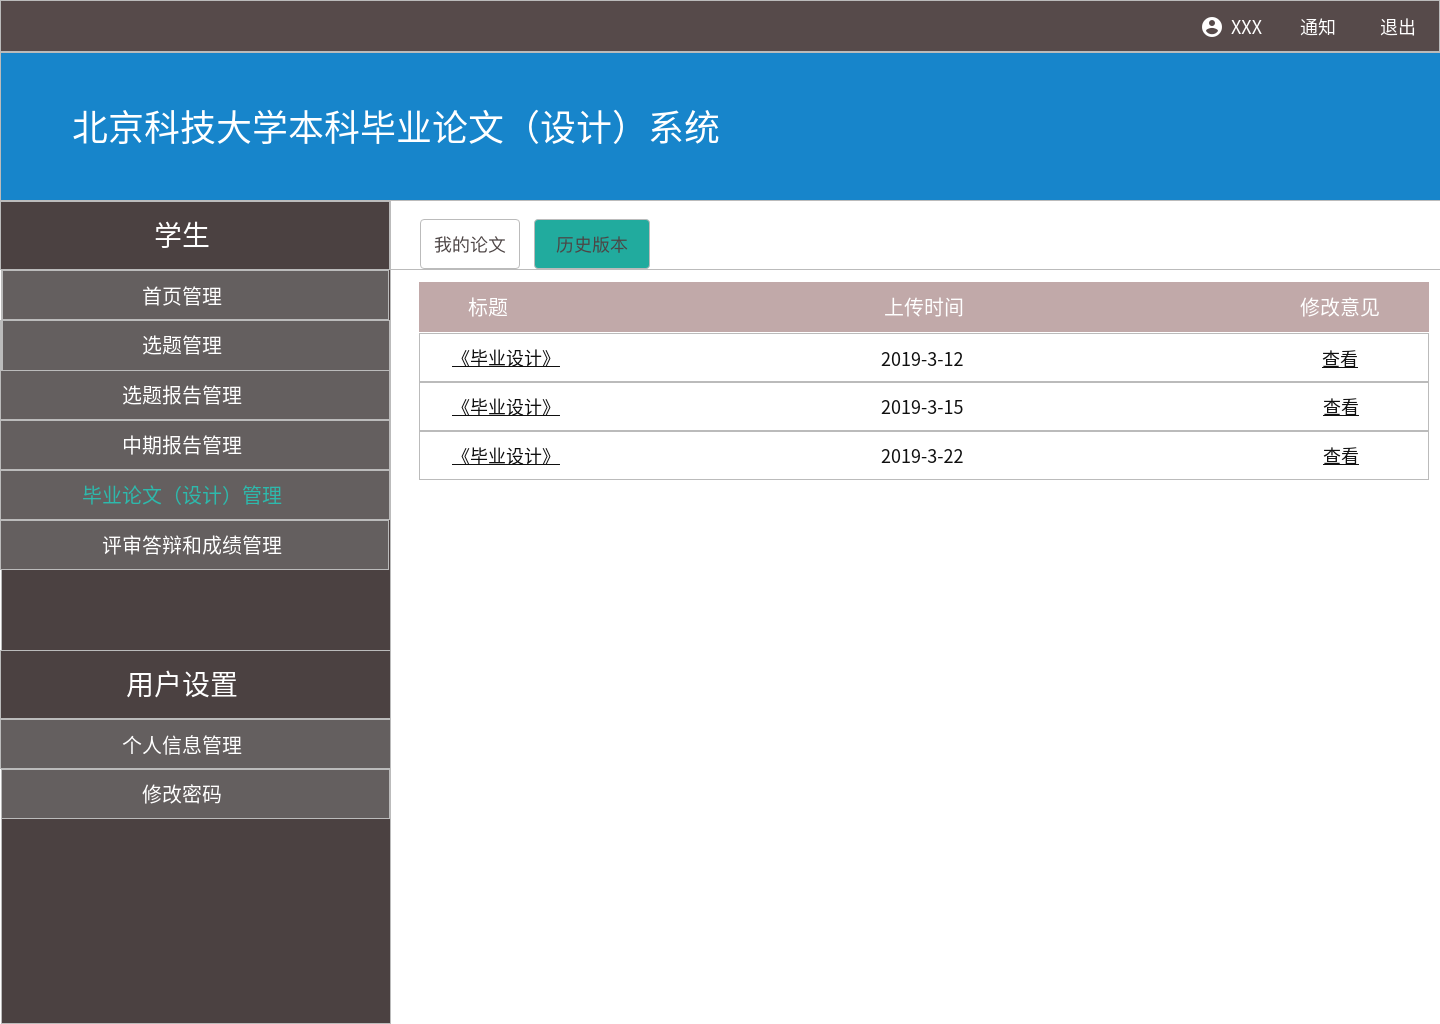 XXX 通知 退出
北京科技大学本科毕业论文（设计）系统
学生
首页管理
选题管理
选题报告管理
中期报告管理
毕业论文（设计）管理
评审答辩和成绩管理
用户设置
个人信息管理
修改密码
我的论文 历史版本
标题 上传时间 修改意见
《毕业设计》 2019-3-12 查看
《毕业设计》 2019-3-15 查看
《毕业设计》 2019-3-22 查看